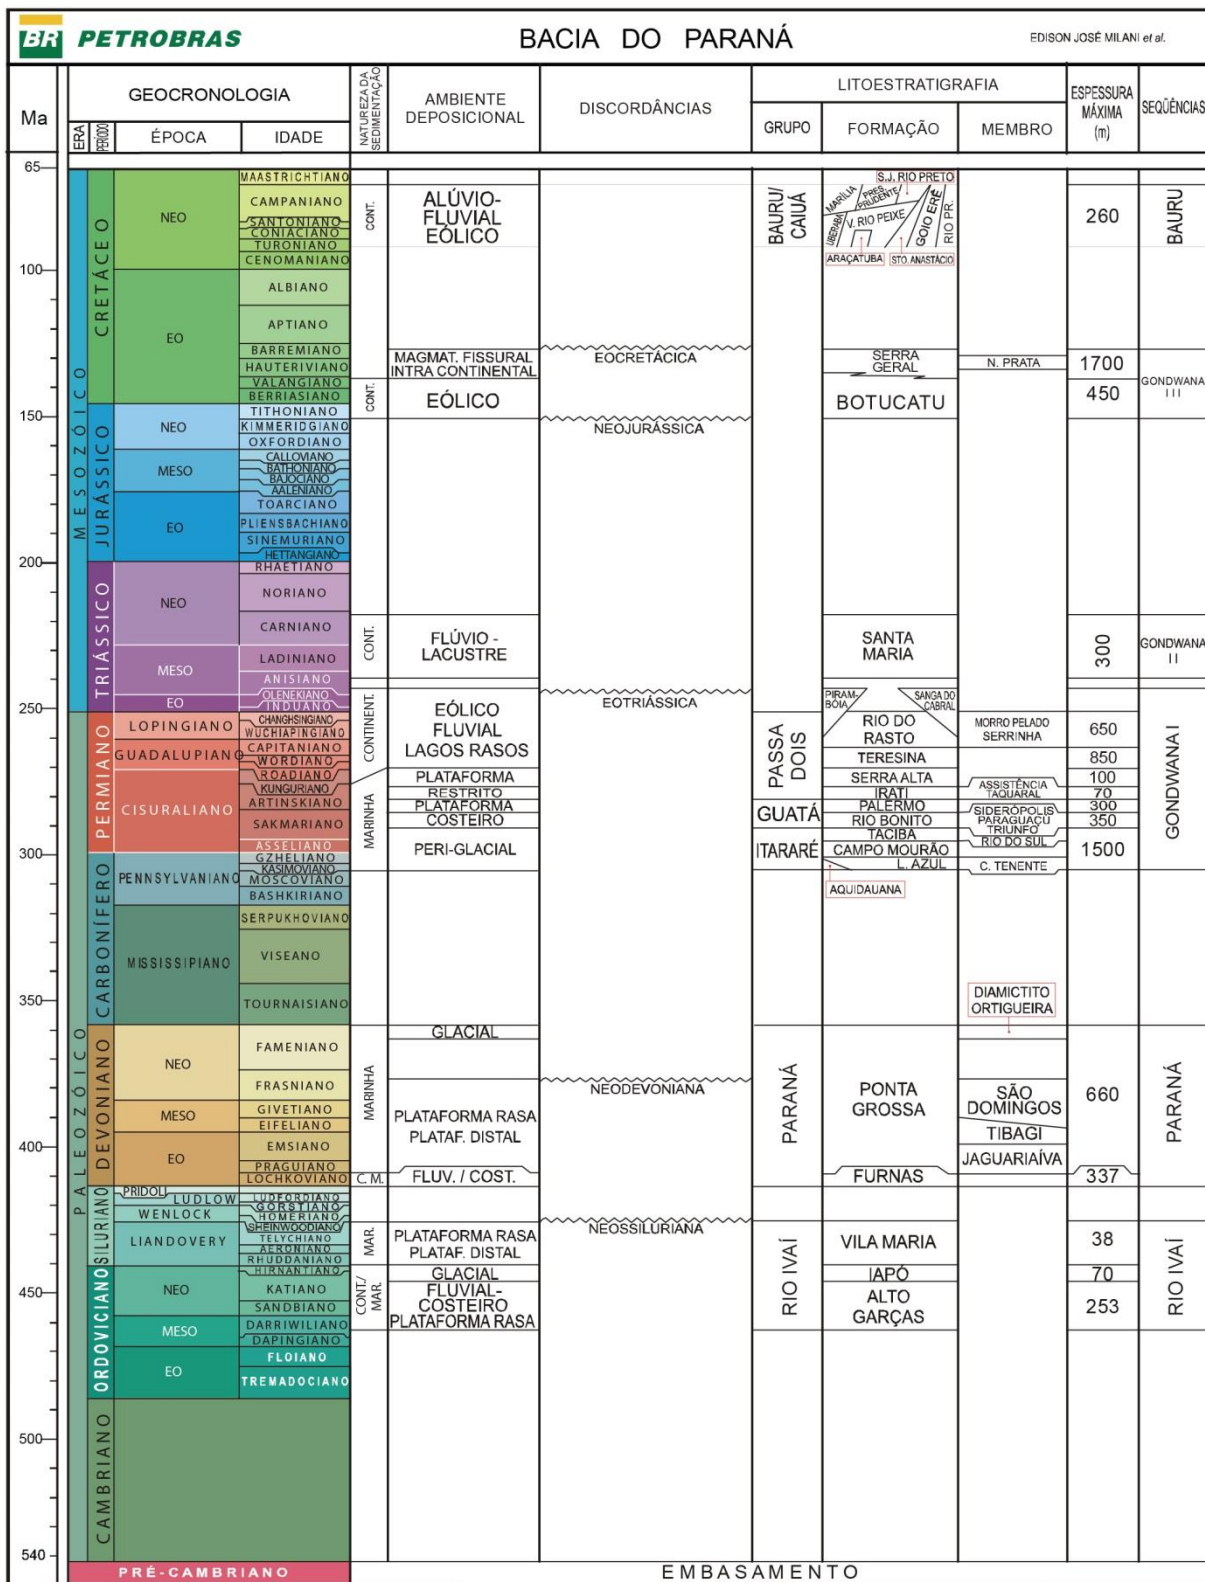 BR PETROBRAS
BACIA DO PARANÁ
EDISON JOSÉ MILANI et al.
Ma
GEOCRONOLOGIA
ERA
PERÍODO
ÉPOCA
IDADE
NATUREZA DA
SEDIMENTAÇÃO
AMBIENTE
DEPOSICIONAL
DISCORDÂNCIAS
LITOESTRATIGRAFIA
GRUPO
FORMAÇÃO
MEMBRO
ESPESSURA
MÁXIMA
(m)
SEQÜÊNCIAS
65
100
150
200
250
300
350
400
450
500
540
MESOZÓICO
PALEOZÓICO
CRETÁCEO
JURÁSSICO
TRIÁSSICO
PERMIANO
CARBONÍFERO
DEVONIANO
SILURIANO
ORDOVICIANO
CAMBRIANO
PRÉ-CAMBRIANO
NEO
EO
NEO
MESO
EO
NEO
MESO
EO
LOPINGIANO
GUADALUPIANO
CISURALIANO
PENNSYLVANIANO
MISSISSIPIANO
NEO
MESO
EO
PRIDOLI
LUDLOW
WENLOCK
LIANDOVERY
NEO
MESO
EO
MAASTRICHTIANO
CAMPANIANO
SANTONIANO
CONIACIANO
TURONIANO
CENOMANIANO
ALBIANO
APTIANO
BARREMIANO
HAUTERIVIANO
VALANGIANO
BERRIASIANO
TITHONIANO
KIMMERIDGIANO
OXFORDIANO
CALLOVIANO
BATHONIANO
BAJOCIANO
AALENIANO
TOARCIANO
PLIENSBACHIANO
SINEMURIANO
HETTANGIANO
RHAETIANO
NORIANO
CARNIANO
LADINIANO
ANISIANO
OLENEKIANO
INDUANO
CHANGHSINGIANO
WUCHIAPINGIANO
CAPITANIANO
WORDIANO
ROADIANO
KUNGURIANO
ARTINSKIANO
SAKMARIANO
ASSELIANO
GZHELIANO
KASIMOVIANO
MOSCOVIANO
BASHKIRIANO
SERPUKHOVIANO
VISEANO
TOURNAISIANO
FAMENIANO
FRASNIANO
GIVETIANO
EIFELIANO
EMSIANO
PRAGUIANO
LOCHKOVIANO
LUDFORDIANO
GORSTIANO
HOMERIANO
SHEINWOODIANO
TELYCHIANO
AERONIANO
RHUDDANIANO
HIRNANTIANO
KATIANO
SANDBIANO
DARRIWILIANO
DAPINGIANO
FLOIANO
TREMADOCIANO
CONT.
CONT.
CONT.
CONTINENT.
MARINHA
MARINHA
C. M.
MAR.
CONT./
MAR.
ALÚVIO-
FLUVIAL
EÓLICO
MAGMAT. FISSURAL
INTRA CONTINENTAL
EÓLICO
FLÚVIO -
LACUSTRE
EÓLICO
FLUVIAL
LAGOS RASOS
PLATAFORMA
RESTRITO
PLATAFORMA
COSTEIRO
PERI-GLACIAL
GLACIAL
PLATAFORMA RASA
PLATAF. DISTAL
FLUV. / COST.
PLATAFORMA RASA
PLATAF. DISTAL
GLACIAL
FLUVIAL-
COSTEIRO
PLATAFORMA RASA
EOCRETÁCICA
NEOJURÁSSICA
EOTRIÁSSICA
NEODEVONIANA
NEOSSILURIANA
BAURU/
CAIUÁ
PASSA
DOIS
GUATÁ
ITARARÉ
PARANÁ
RIO IVAÍ
S.J. RIO PRETO
MARÍLIA
PRES.
PRUDENTE
UBERABA
V. RIO PEIXE
GOIO ERÊ
RIO PR.
ARAÇATUBA
STO. ANASTÁCIO
SERRA
GERAL
BOTUCATU
SANTA
MARIA
PIRAM-
BÓIA
SANGA DO
CABRAL
RIO DO
RASTO
TERESINA
SERRA ALTA
IRATI
PALERMO
RIO BONITO
TACIBA
CAMPO MOURÃO
L. AZUL
AQUIDAUANA
PONTA
GROSSA
FURNAS
VILA MARIA
IAPÓ
ALTO
GARÇAS
N. PRATA
MORRO PELADO
SERRINHA
ASSISTÊNCIA
TAQUARAL
SIDERÓPOLIS
PARAGUAÇU
TRIUNFO
RIO DO SUL
C. TENENTE
DIAMICTITO
ORTIGUEIRA
SÃO
DOMINGOS
TIBAGI
JAGUARIAÍVA
260
1700
450
300
650
850
100
70
300
350
1500
660
337
38
70
253
BAURU
GONDWANA
III
GONDWANA
II
GONDWANA I
PARANÁ
RIO IVAÍ
EMBASAMENTO